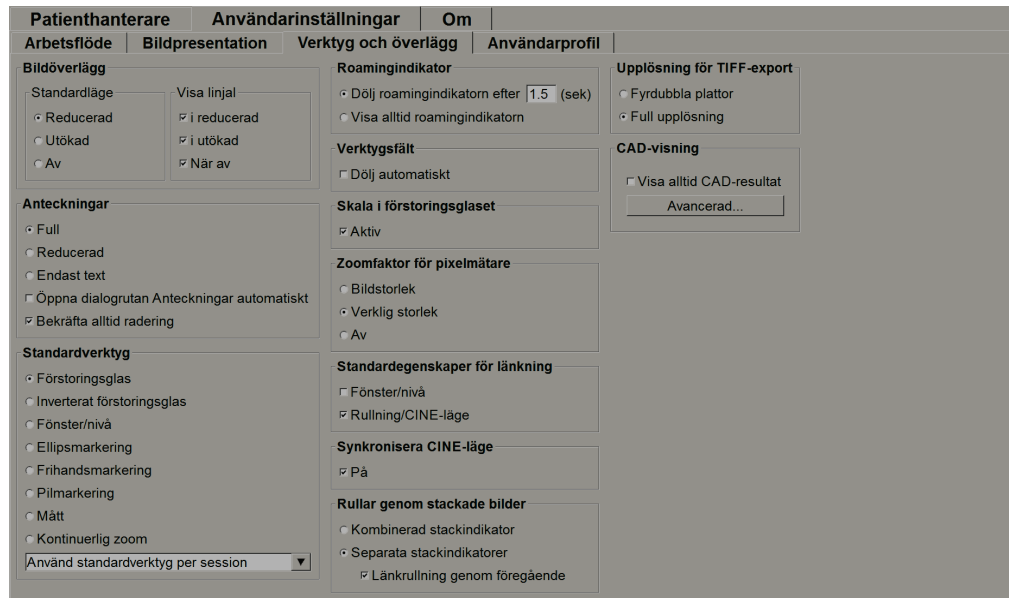 Patienthanterare Användarinställningar Om
Arbetsflöde Bildpresentation Verktyg och överlägg Användarprofil
Bildöverlägg
Standardläge
Reducerad
Utökad
Av
Visa linjal
i reducerad
i utökad
När av
Anteckningar
Full
Reducerad
Endast text
Öppna dialogrutan Anteckningar automatiskt
Bekräfta alltid radering
Standardverktyg
Förstoringsglas
Inverterat förstoringsglas
Fönster/nivå
Ellipsmarkering
Frihandsmarkering
Pilmarkering
Mått
Kontinuerlig zoom
Använd standardverktyg per session
Roamingindikator
Dölj roamingindikatorn efter 1.5 (sek)
Visa alltid roamingindikatorn
Verktygsfält
Dölj automatiskt
Skala i förstoringsglaset
Aktiv
Zoomfaktor för pixelmätare
Bildstorlek
Verklig storlek
Av
Standardegenskaper för länkning
Fönster/nivå
Rullning/CINE-läge
Synkronisera CINE-läge
På
Rullar genom stackade bilder
Kombinerad stackindikator
Separata stackindikatorer
Länkrullning genom föregående
Upplösning för TIFF-export
Fyrdubbla plattor
Full upplösning
CAD-visning
Visa alltid CAD-resultat
Avancerad...